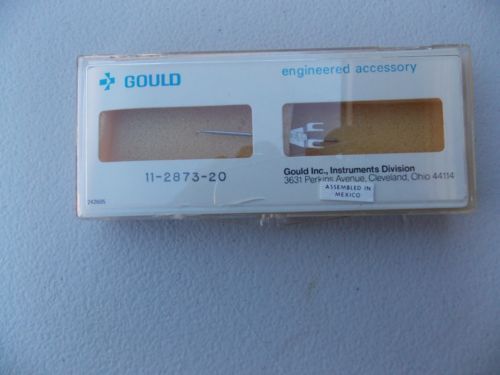 GOULD
engineered accessory
11-2873-20
Gould Inc., Instruments Division
3631 Perkins Avenue, Cleveland, Ohio 44114
ASSEMBLED IN
MEXICO